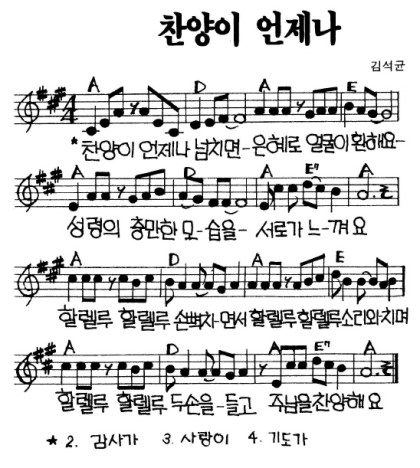 찬양이 언제나
김석균
A D A E
*찬양이 언제나 넘치면-은혜로 얼굴이 환해요-
A D A E⁷ A
성령의 충만한 모-습을- 서로가 느-껴요
A D A E
할렐루 할렐루 손뼉치-면서 할렐루 할렐루 소리외치며
A D A E⁷ A
할렐루 할렐루 두손을-들고 주님을찬양해요
* 2. 감사가 3. 사랑이 4. 기도가